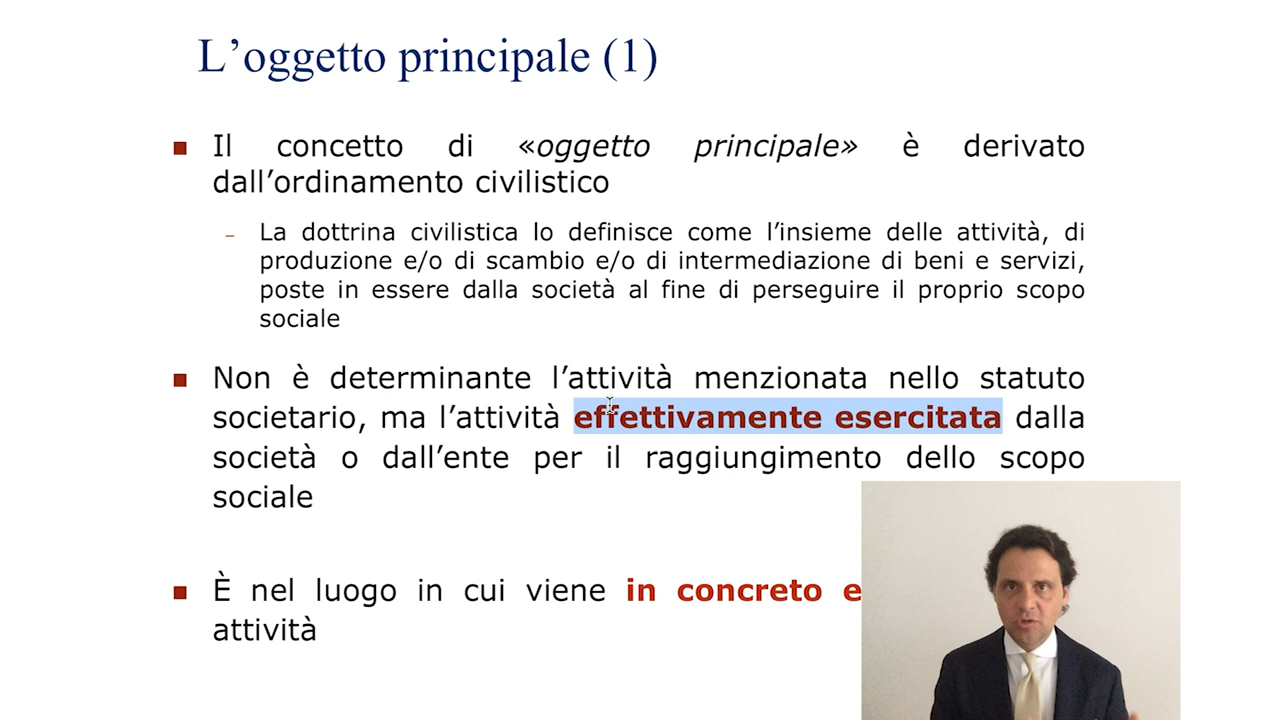 L’oggetto principale (1)
Il concetto di «oggetto principale» è derivato
dall’ordinamento civilistico
– La dottrina civilistica lo definisce come l’insieme delle attività, di
produzione e/o di scambio e/o di intermediazione di beni e servizi,
poste in essere dalla società al fine di perseguire il proprio scopo
sociale
Non è determinante l’attività menzionata nello statuto
societario, ma l’attività effettivamente esercitata dalla
società o dall’ente per il raggiungimento dello scopo
sociale
È nel luogo in cui viene in concreto e
attività